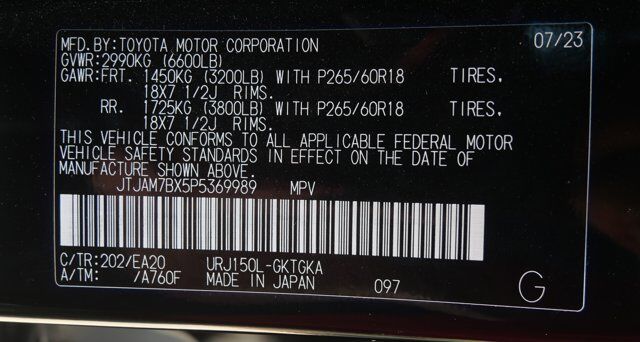 MFD.BY:TOYOTA MOTOR CORPORATION 07/23
GVWR:2990KG (6600LB)
GAWR:FRT. 1450KG (3200LB) WITH P265/60R18 TIRES,
18X7 1/2J RIMS.
RR. 1725KG (3800LB) WITH P265/60R18 TIRES,
18X7 1/2J RIMS.
THIS VEHICLE CONFORMS TO ALL APPLICABLE FEDERAL MOTOR
VEHICLE SAFETY STANDARDS IN EFFECT ON THE DATE OF
MANUFACTURE SHOWN ABOVE.
JTJAM7BX5P5369989 MPV
C/TR:202/EA20 URJ150L-GKTGKA
A/TM: /A760F MADE IN JAPAN 097 G